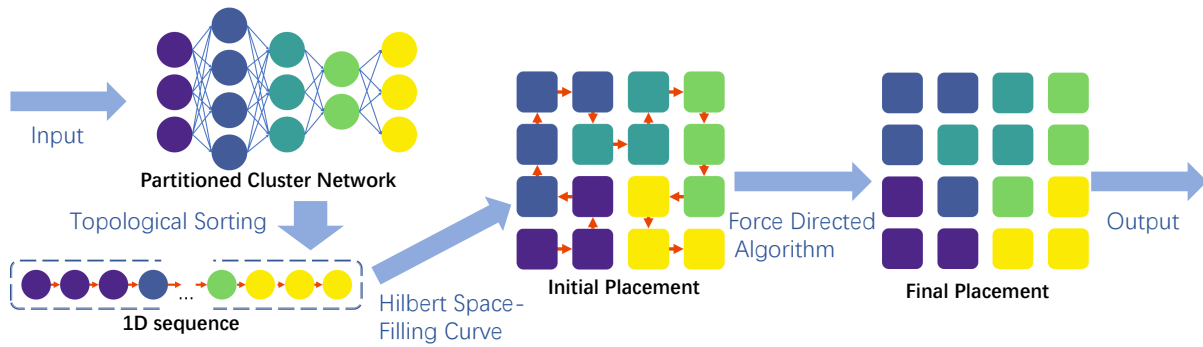 Input
Partitioned Cluster Network
Topological Sorting
...
1D sequence
Hilbert Space-
Filling Curve
Initial Placement
Force Directed
Algorithm
Final Placement
Output